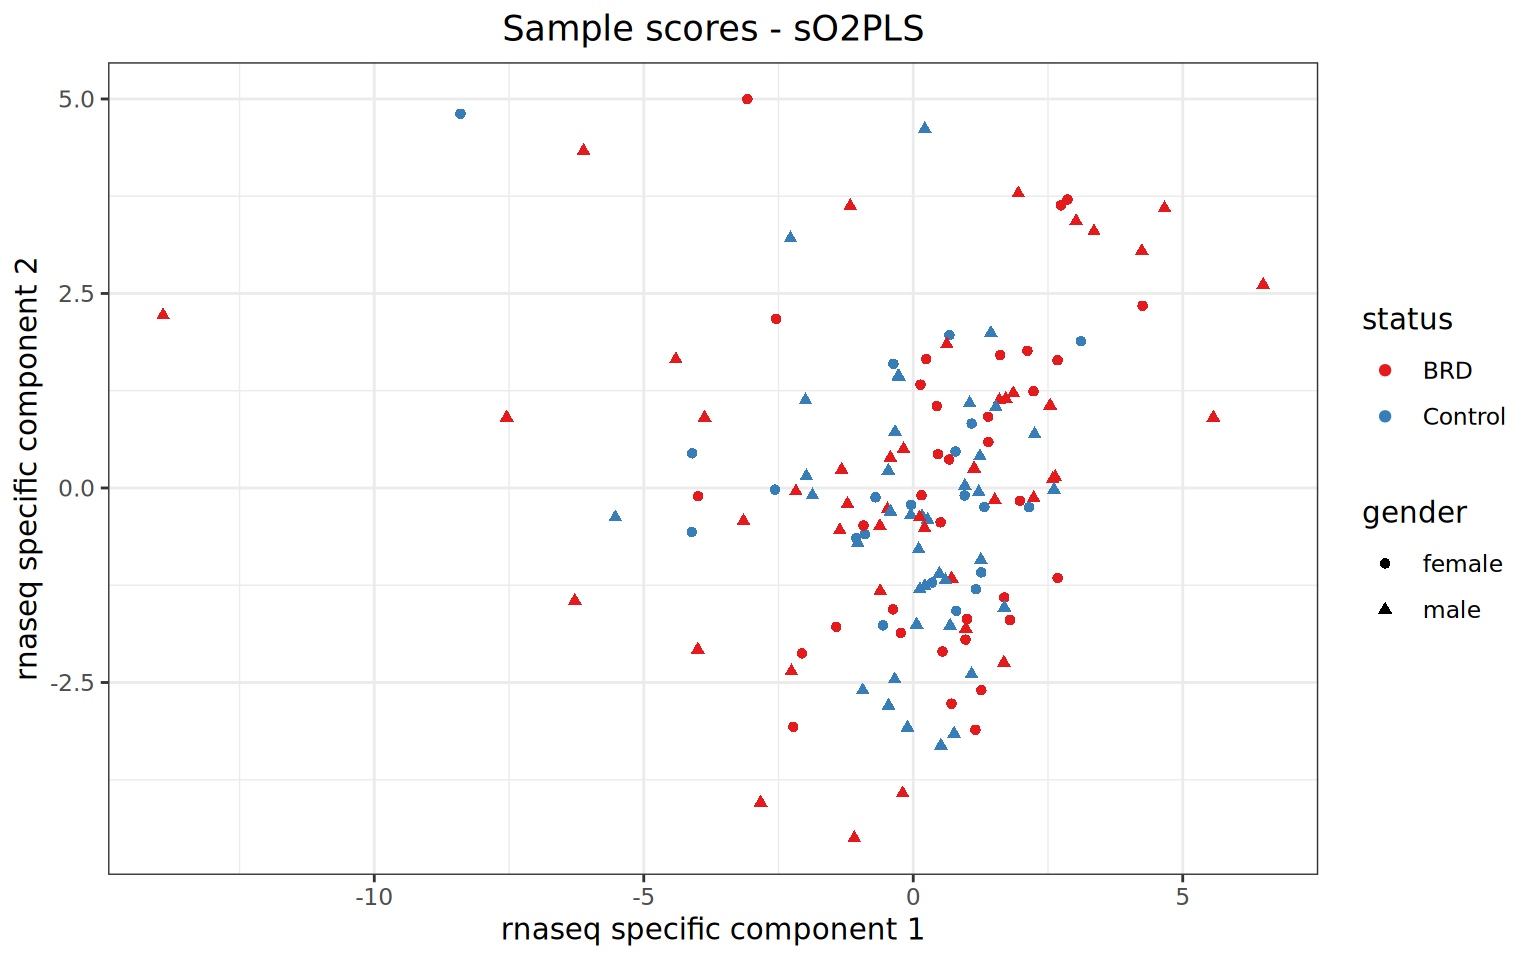 Sample scores - sO2PLS
rnaseq specific component 2
5.0
2.5
0.0
-2.5
-10
-5
0
5
rnaseq specific component 1
status
BRD
Control
gender
female
male